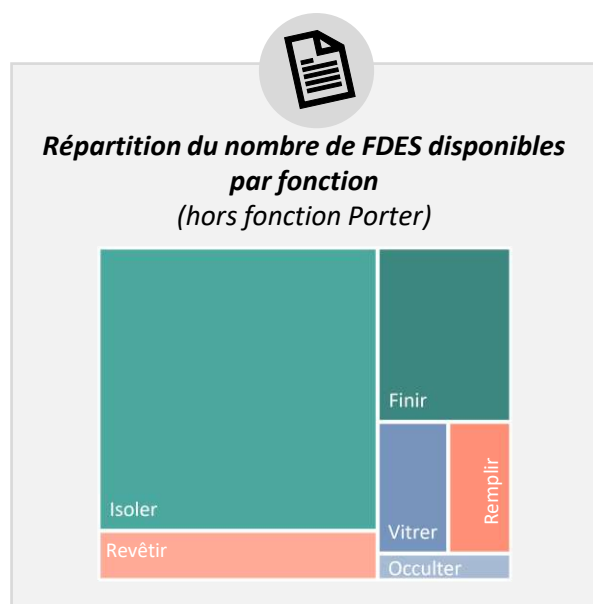 Répartition du nombre de FDES disponibles
par fonction
(hors fonction Porter)
Isoler
Revêtir
Finir
Vitrer
Remplir
Occulter